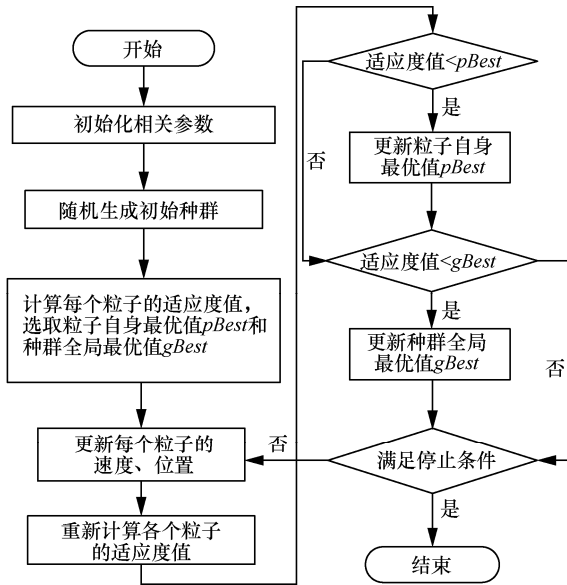 开始
初始化相关参数
随机生成初始种群
计算每个粒子的适应度值，
选取粒子自身最优值pBest和
种群全局最优值gBest
更新每个粒子的
速度、位置
重新计算各个粒子
的适应度值
适应度值<pBest
是
否
更新粒子自身
最优值pBest
适应度值<gBest
是
否
更新种群全局
最优值gBest
满足停止条件
否
是
结束